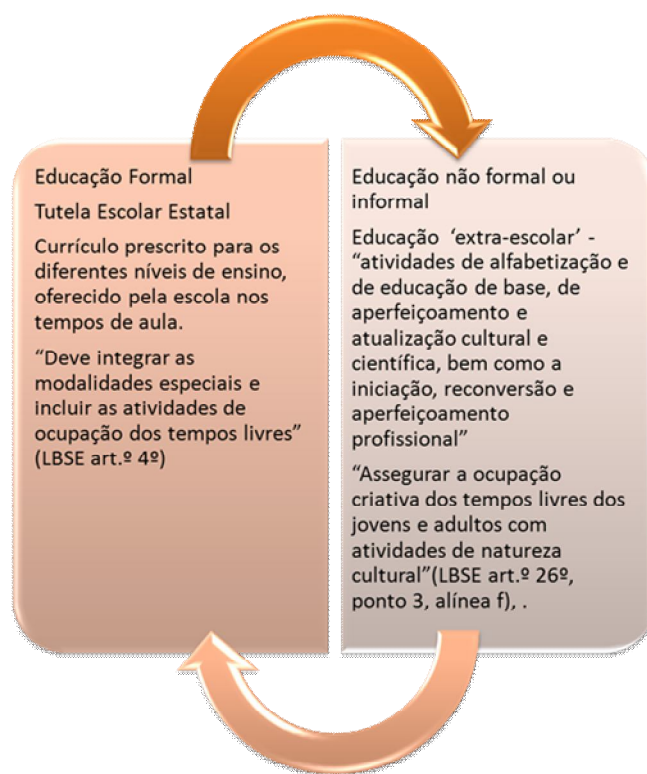 Educação Formal
Tutela Escolar Estatal
Currículo prescrito para os
diferentes níveis de ensino,
oferecido pela escola nos
tempos de aula.
“Deve integrar as
modalidades especiais e
incluir as atividades de
ocupação dos tempos livres”
(LBSE art.º 4º)
Educação não formal ou
informal
Educação ‘extra-escolar’ -
“atividades de alfabetização e
de educação de base, de
aperfeiçoamento e
atualização cultural e
científica, bem como a
iniciação, reconversão e
aperfeiçoamento
profissional”
“Assegurar a ocupação
criativa dos tempos livres dos
jovens e adultos com
atividades de natureza
cultural”(LBSE art.º 26º,
ponto 3, alínea f), .